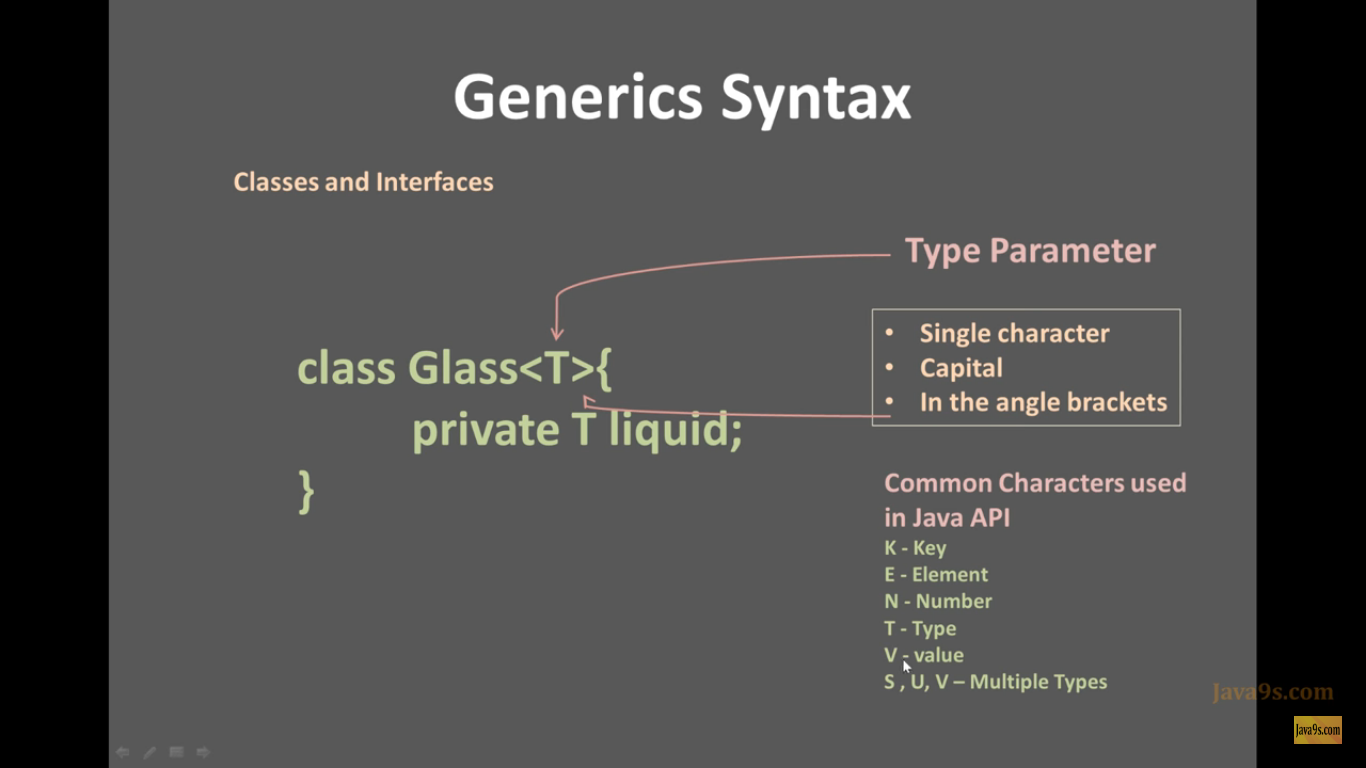 Generics Syntax
Classes and Interfaces
Type Parameter
• Single character
• Capital
• In the angle brackets
class Glass<T>{
private T liquid;
}
Common Characters used
in Java API
K - Key
E - Element
N - Number
T - Type
V - value
S , U, V – Multiple Types
Java9s.com
Java9s.com